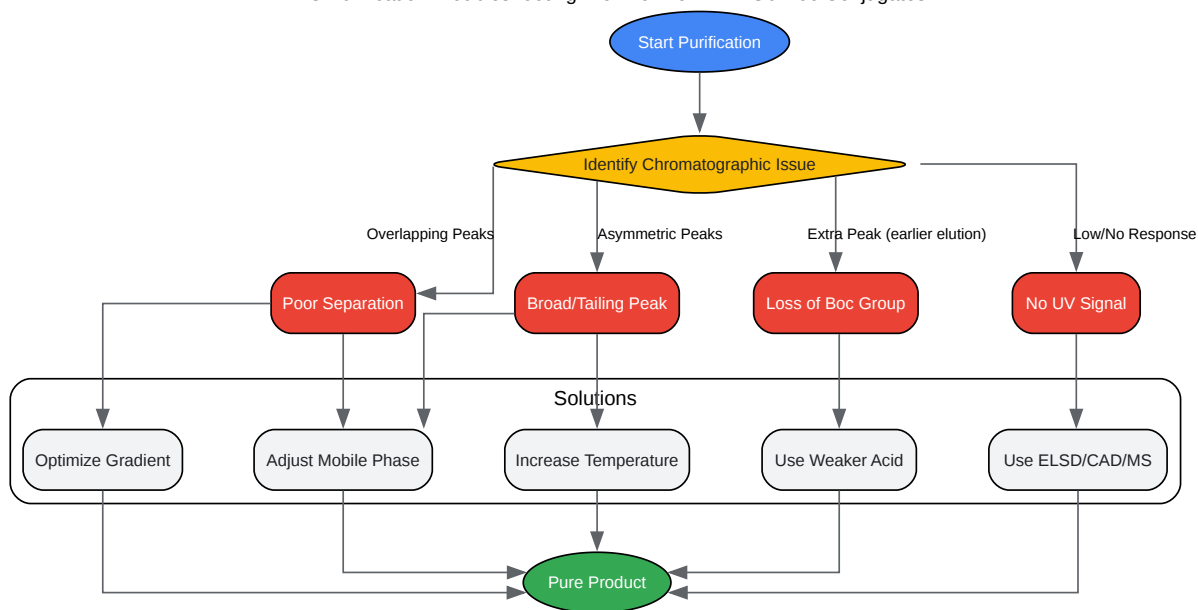 Start Purification
Identify Chromatographic Issue
Overlapping Peaks
Asymmetric Peaks
Extra Peak (earlier elution)
Low/No Response
Poor Separation
Broad/Tailing Peak
Loss of Boc Group
No UV Signal
Solutions
Optimize Gradient
Adjust Mobile Phase
Increase Temperature
Use Weaker Acid
Use ELSD/CAD/MS
Pure Product